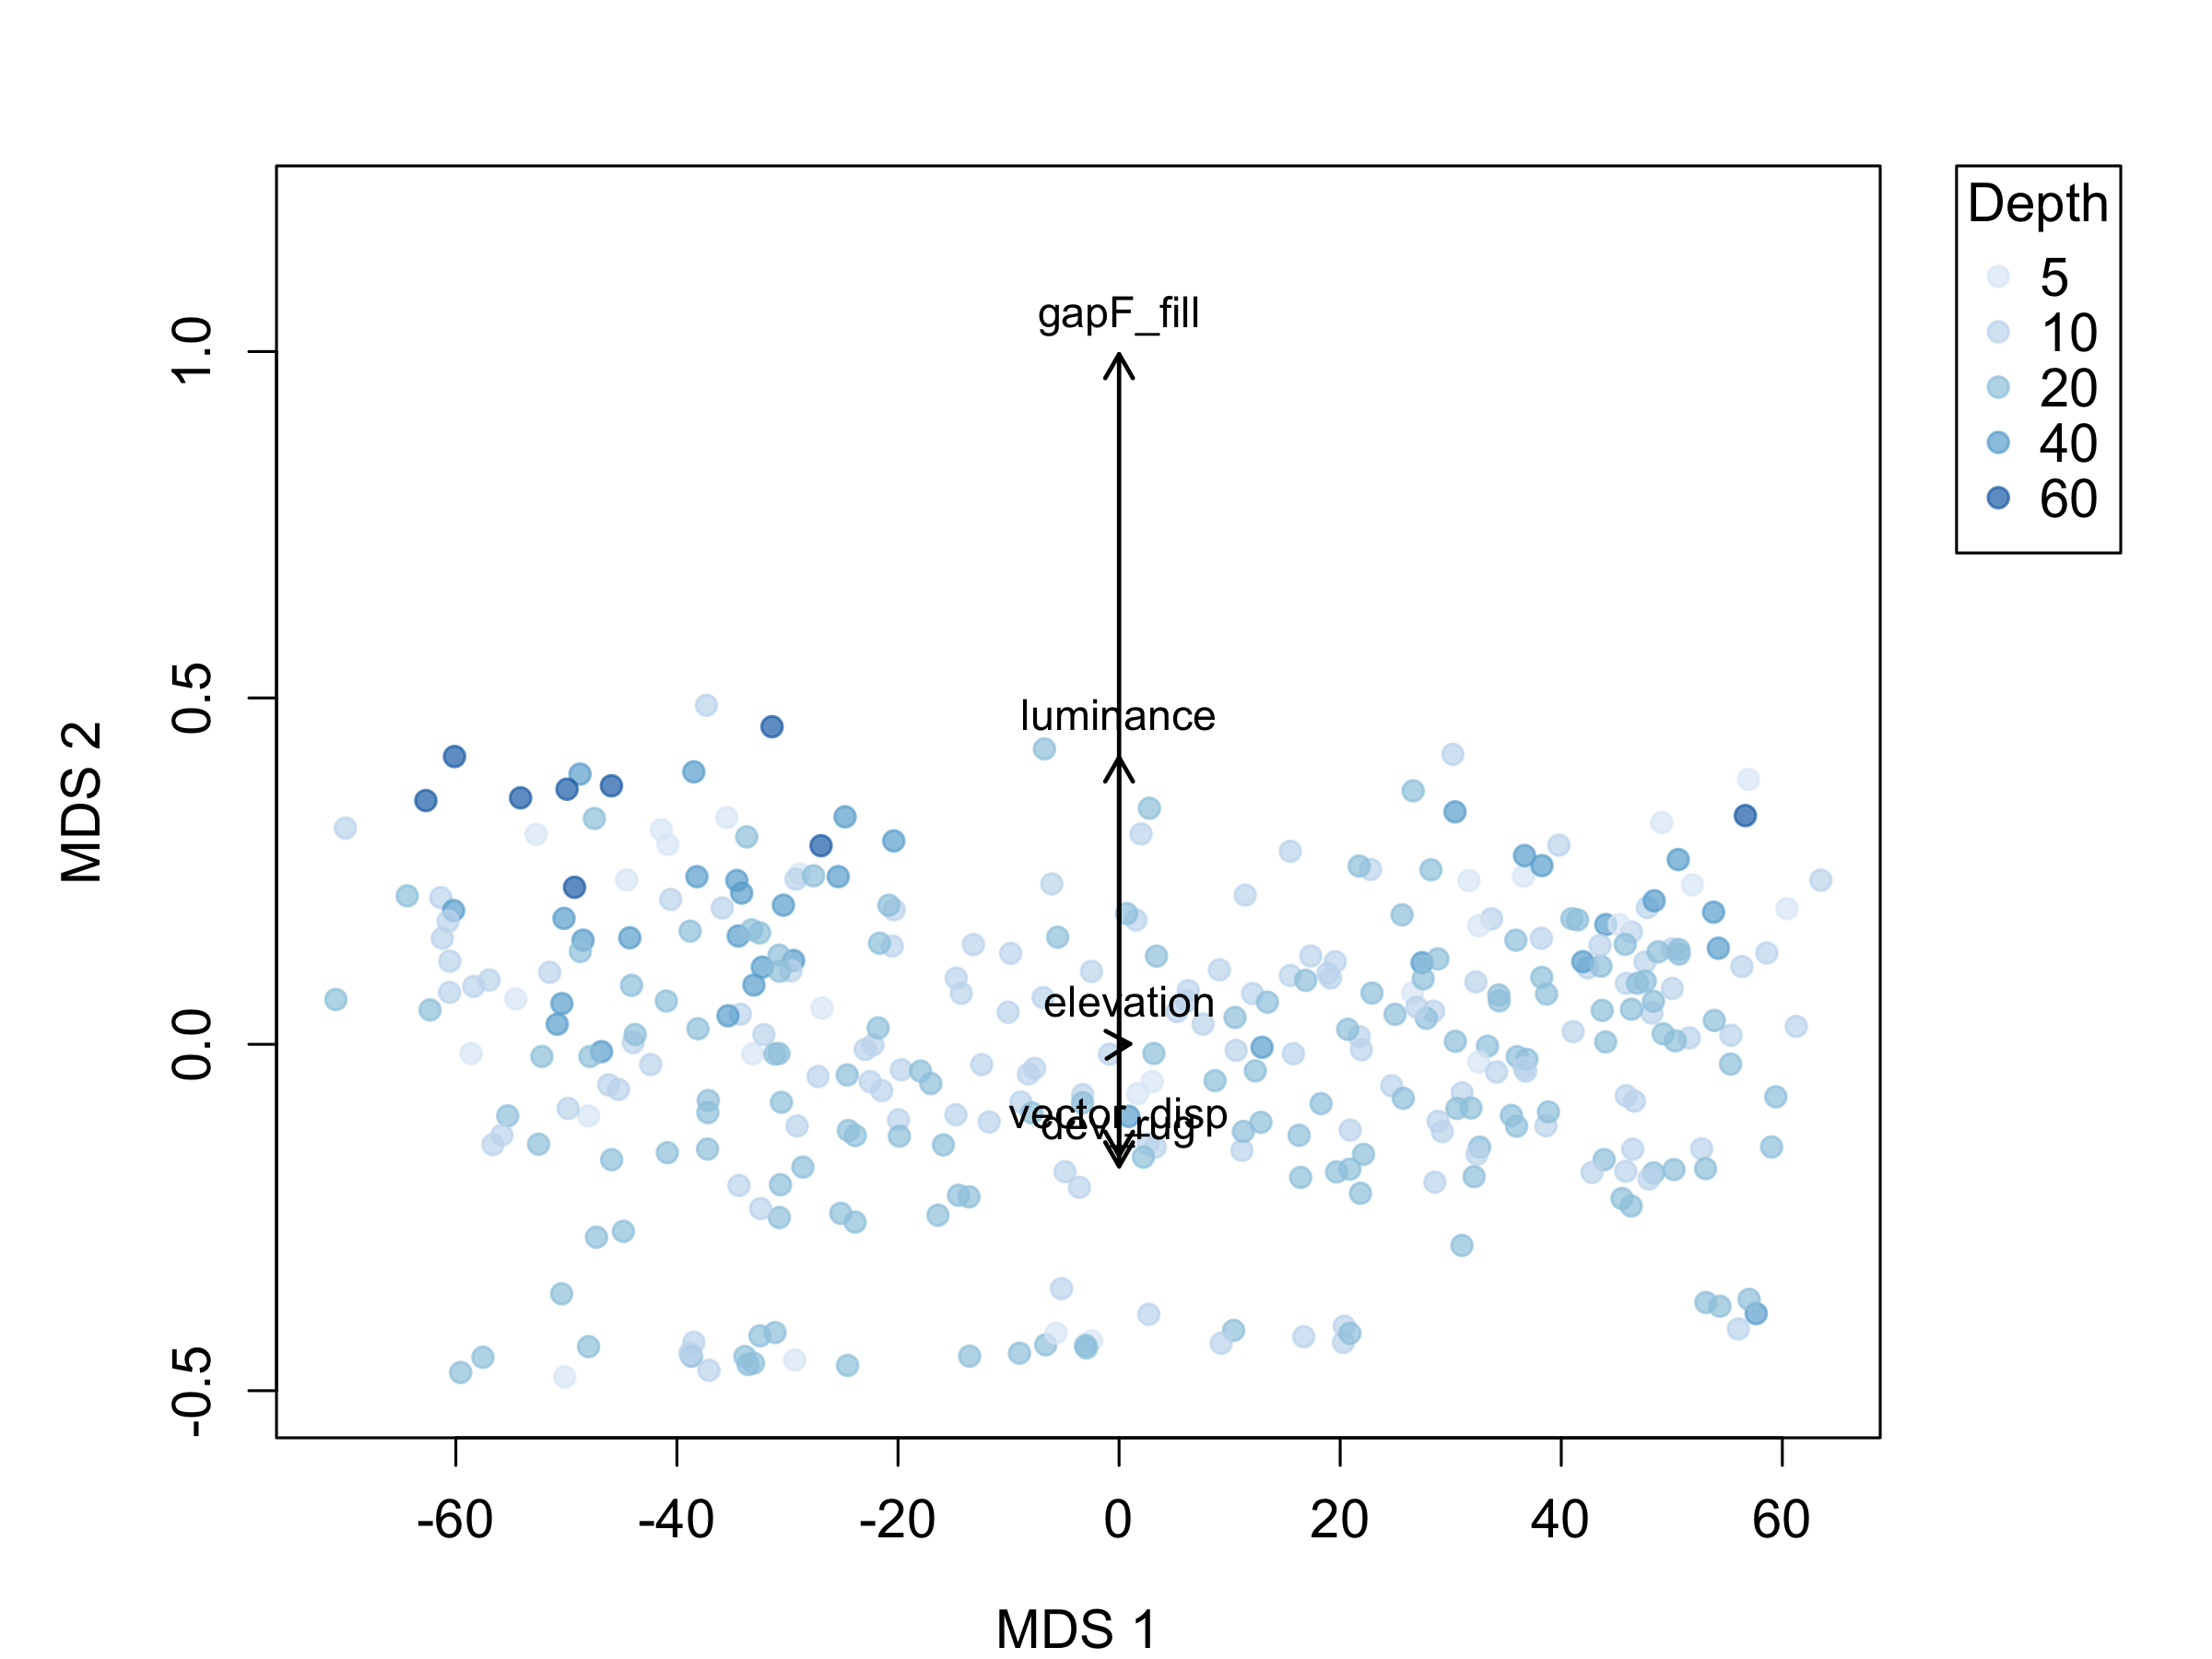 Depth
5
10
20
40
60
gapF_fill
luminance
elevation
vector_disp
dev_rug
1.0
0.5
0.0
-0.5
MDS 2
-60 -40 -20 0 20 40 60
MDS 1